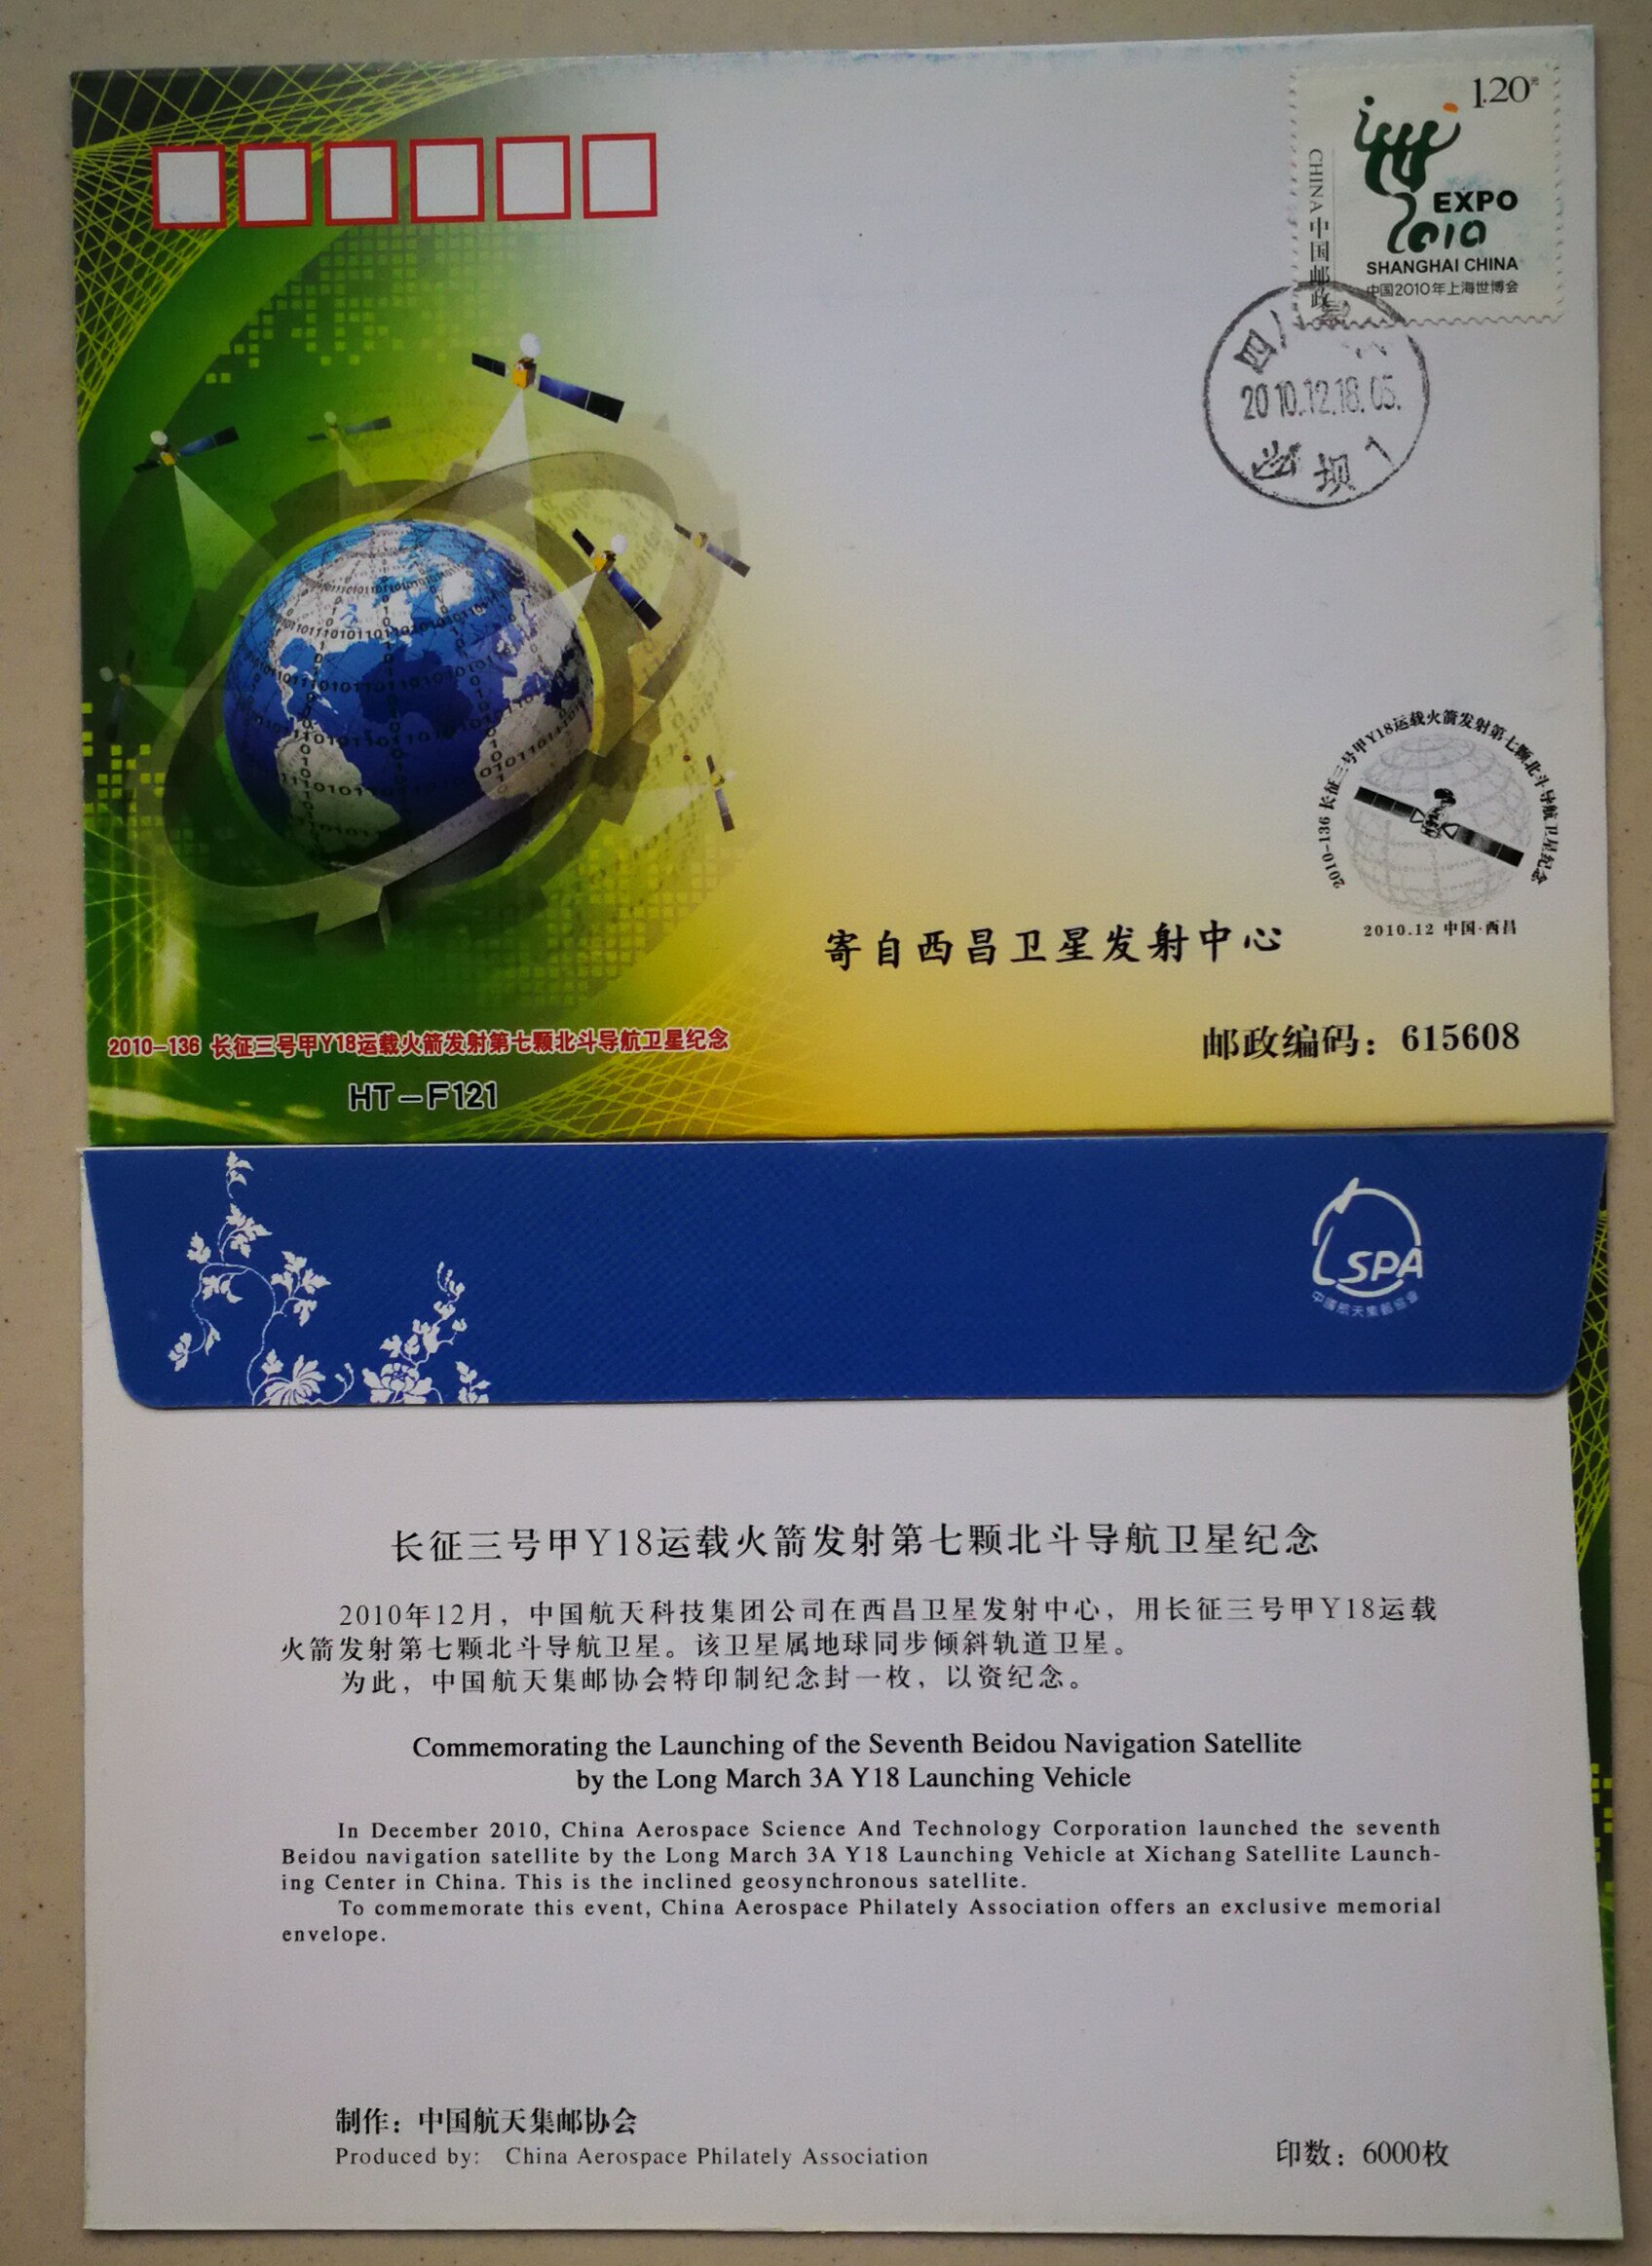 1.20元
CHINA 中国邮政
EXPO
2010
SHANGHAI CHINA
中国2010年上海世博会
四川
2010.12.18.05.
坝 1
2010-136 长征三号甲Y18运载火箭发射第七颗北斗导航卫星纪念
2010.12 中国·西昌
寄自西昌卫星发射中心
邮政编码：615608
2010-136 长征三号甲Y18运载火箭发射第七颗北斗导航卫星纪念
HT-F121
SPA
中国航天集邮协会
长征三号甲Y18运载火箭发射第七颗北斗导航卫星纪念
2010年12月，中国航天科技集团公司在西昌卫星发射中心，用长征三号甲Y18运载
火箭发射第七颗北斗导航卫星。该卫星属地球同步倾斜轨道卫星。
为此，中国航天集邮协会特印制纪念封一枚，以资纪念。
Commemorating the Launching of the Seventh Beidou Navigation Satellite
by the Long March 3A Y18 Launching Vehicle
In December 2010, China Aerospace Science And Technology Corporation launched the seventh
Beidou navigation satellite by the Long March 3A Y18 Launching Vehicle at Xichang Satellite Launch-
ing Center in China. This is the inclined geosynchronous satellite.
To commemorate this event, China Aerospace Philately Association offers an exclusive memorial
envelope.
制作：中国航天集邮协会
Produced by: China Aerospace Philately Association
印数：6000枚